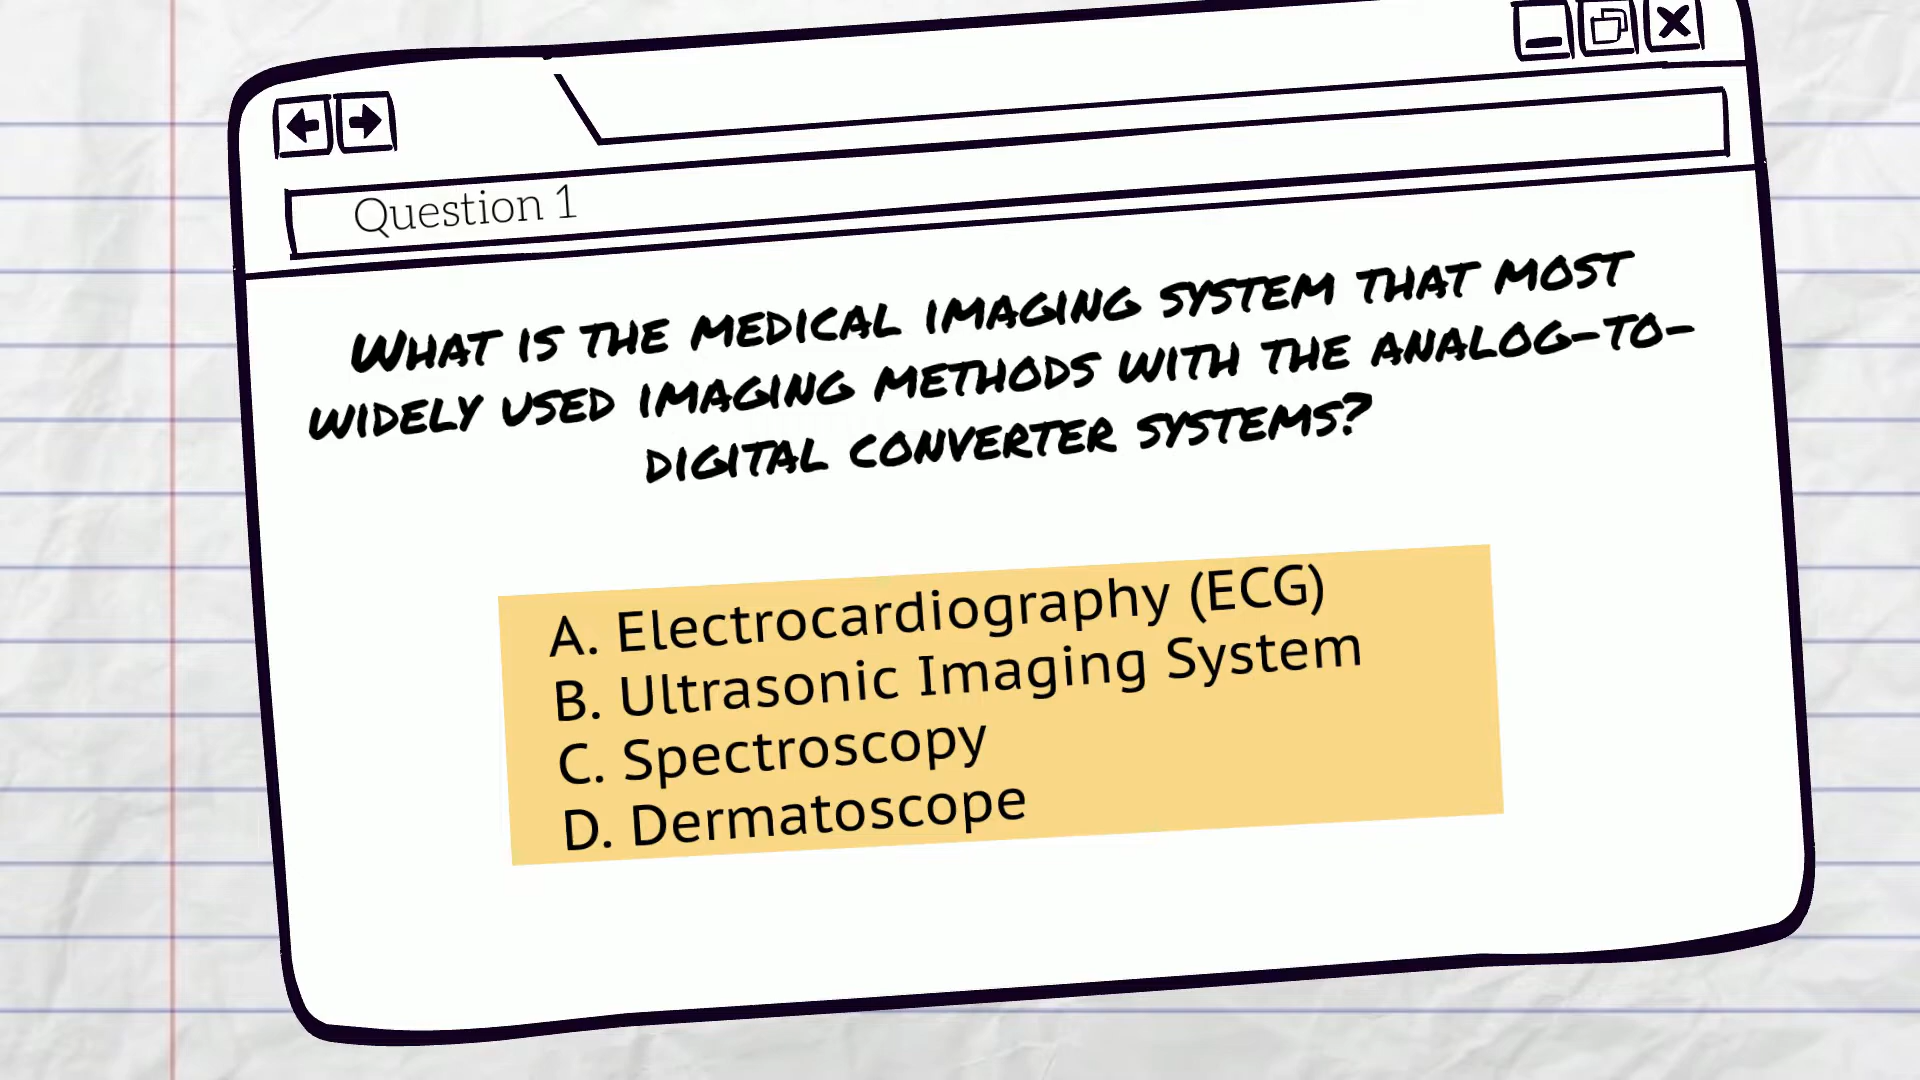 Question 1
What is the medical imaging system that most
widely used imaging methods with the analog-to-
digital converter systems?
A. Electrocardiography (ECG)
B. Ultrasonic Imaging System
C. Spectroscopy
D. Dermatoscope